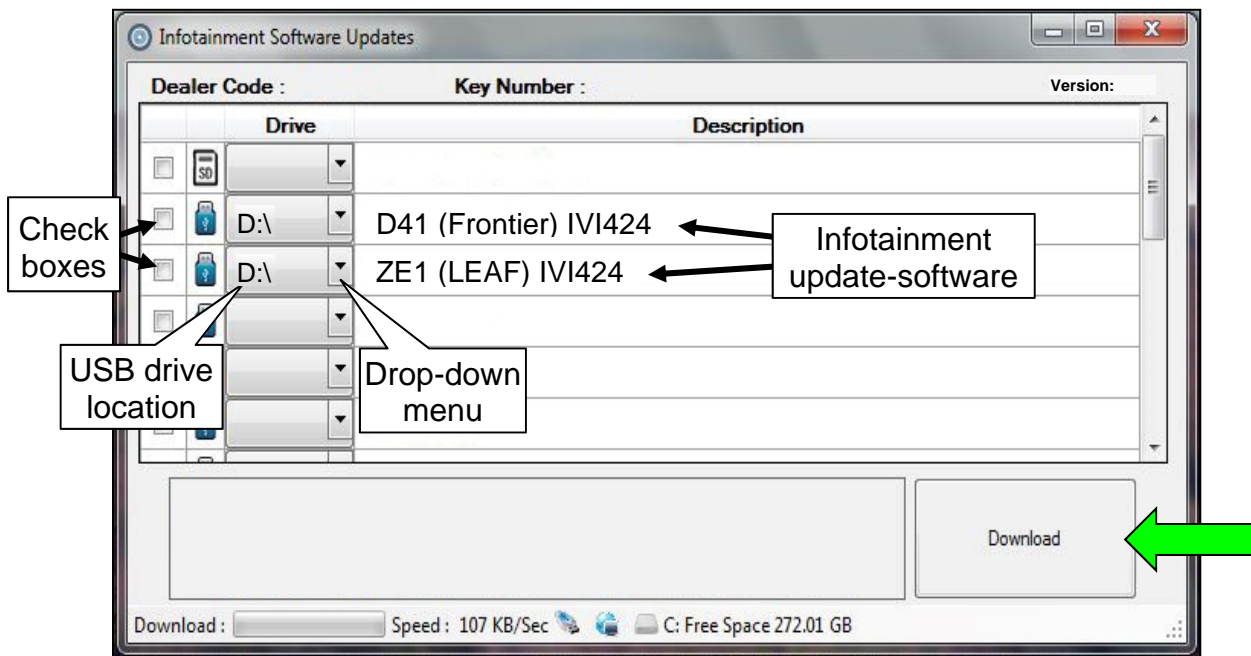 Infotainment Software Updates
Dealer Code :    Key Number :    Version:
Drive    Description
SD
D:\    D41 (Frontier) IVI424
Check boxes
Infotainment update-software
D:\    ZE1 (LEAF) IVI424
USB drive location
Drop-down menu
Download
Download :    Speed : 107 KB/Sec    C: Free Space 272.01 GB